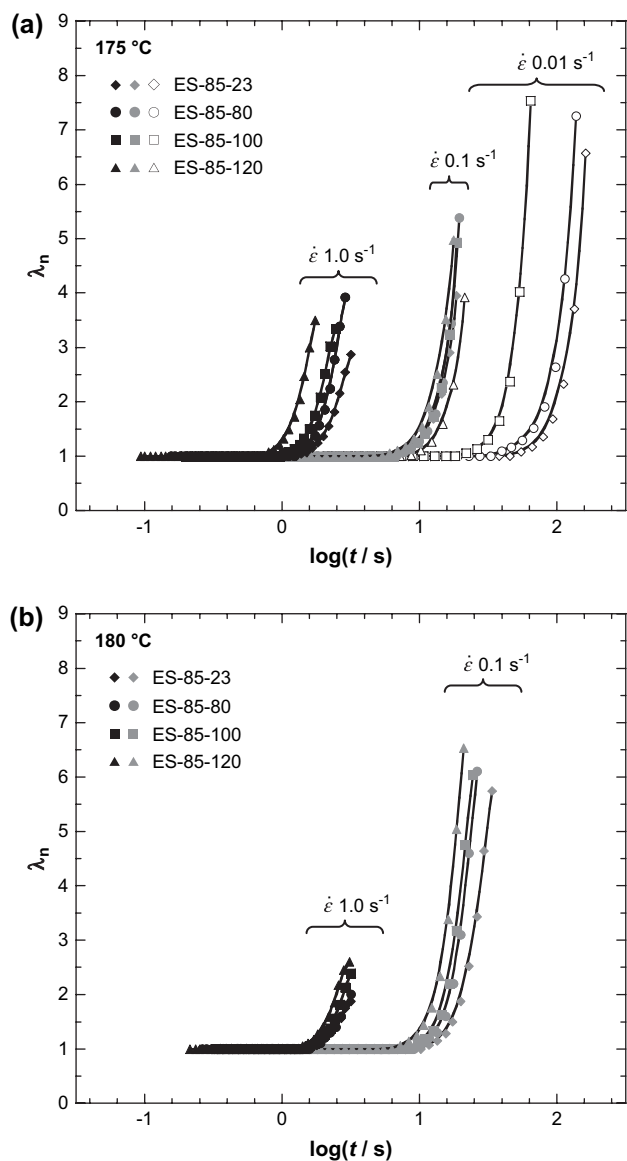 (a)
175 °C
ES-85-23
ES-85-80
ES-85-100
ES-85-120
ε̇ 1.0 s⁻¹
ε̇ 0.1 s⁻¹
ε̇ 0.01 s⁻¹
λn
9
8
7
6
5
4
3
2
1
0
-1 0 1 2
log(t / s)
(b)
180 °C
ES-85-23
ES-85-80
ES-85-100
ES-85-120
ε̇ 1.0 s⁻¹
ε̇ 0.1 s⁻¹
λn
9
8
7
6
5
4
3
2
1
0
-1 0 1 2
log(t / s)